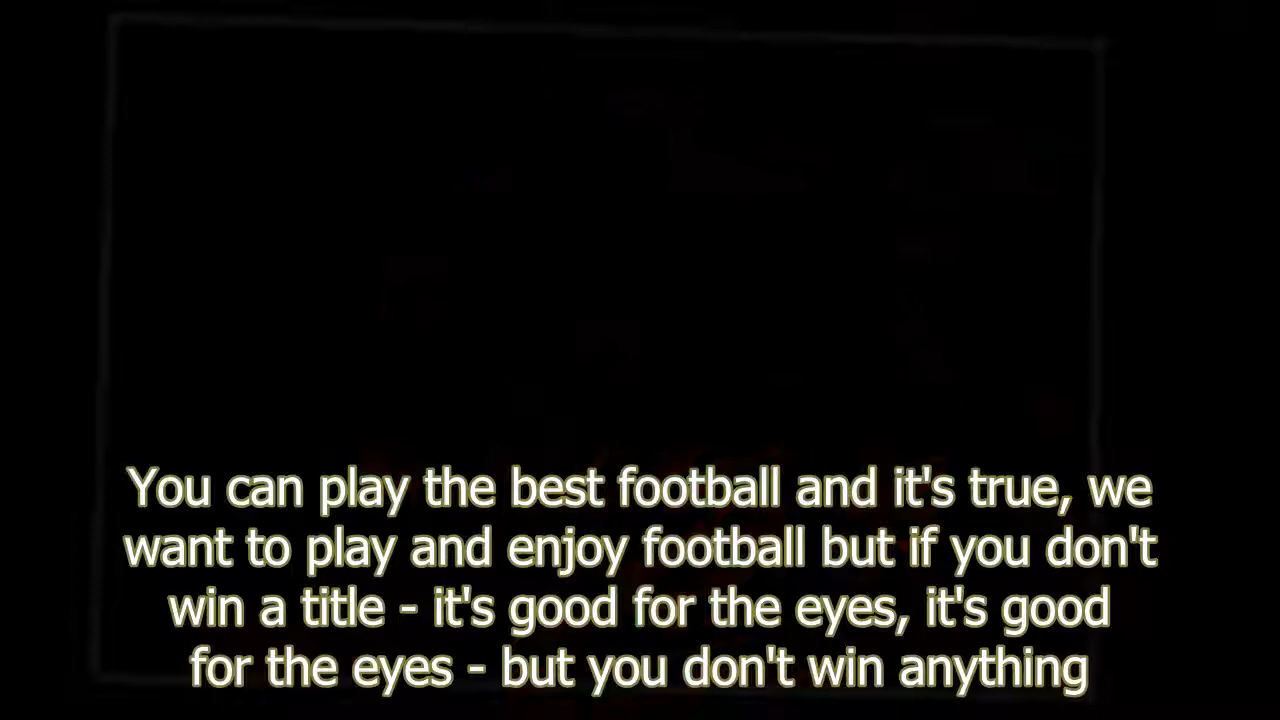 You can play the best football and it's true, we
want to play and enjoy football but if you don't
win a title - it's good for the eyes, it's good
for the eyes - but you don't win anything